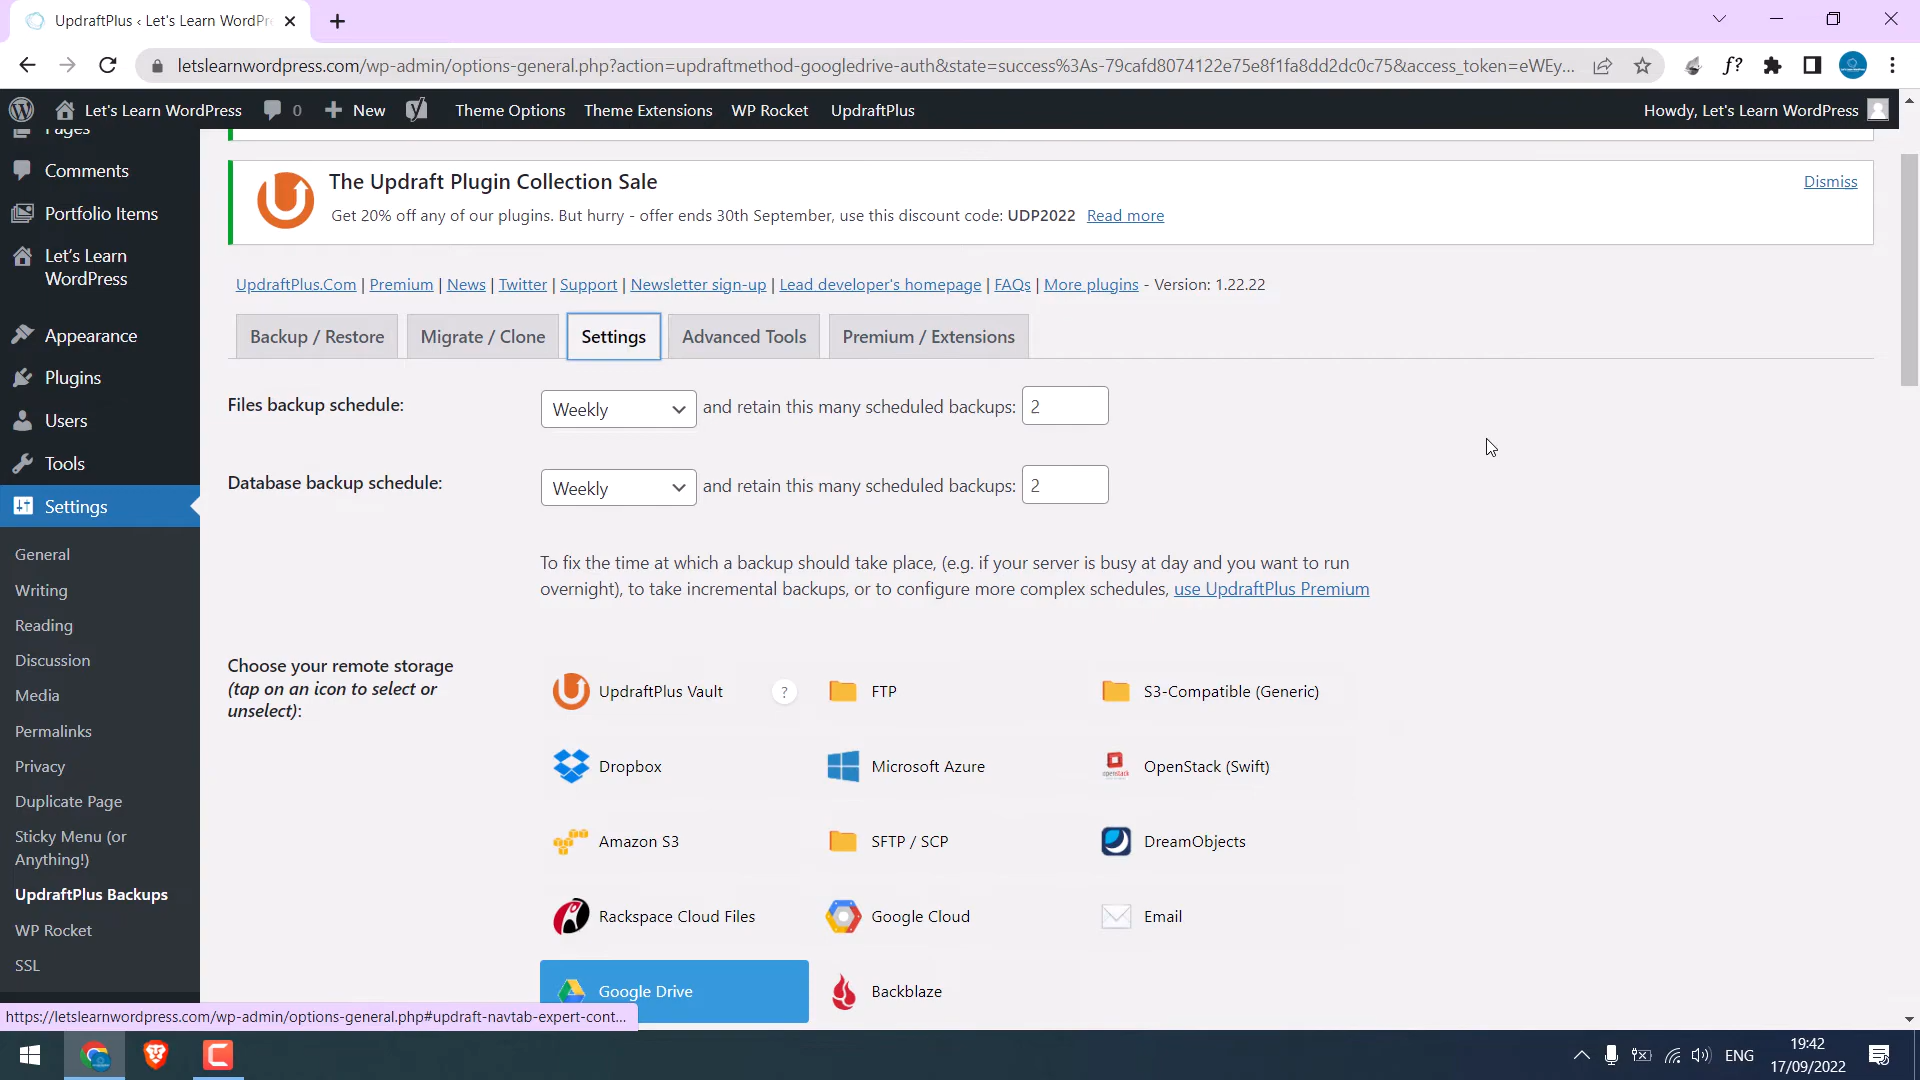 UpdraftPlus ‹ Let's Learn WordPre
letslearnwordpress.com/wp-admin/options-general.php?action=updraftmethod-googledrive-auth&state=success%3As-79cafd8074122e75e8f1fa8dd2dc0c75&access_token=eWEy...
f?
Let's Learn WordPress
0
New
Theme Options
Theme Extensions
WP Rocket
UpdraftPlus
Howdy, Let's Learn WordPress
Pages
Comments
Portfolio Items
Let's Learn
WordPress
Appearance
Plugins
Users
Tools
Settings
General
Writing
Reading
Discussion
Media
Permalinks
Privacy
Duplicate Page
Sticky Menu (or
Anything!)
UpdraftPlus Backups
WP Rocket
SSL
The Updraft Plugin Collection Sale
Dismiss
Get 20% off any of our plugins. But hurry - offer ends 30th September, use this discount code: UDP2022 Read more
UpdraftPlus.Com | Premium | News | Twitter | Support | Newsletter sign-up | Lead developer's homepage | FAQs | More plugins - Version: 1.22.22
Backup / Restore
Migrate / Clone
Settings
Advanced Tools
Premium / Extensions
Files backup schedule:
Weekly
and retain this many scheduled backups:
2
Database backup schedule:
Weekly
and retain this many scheduled backups:
2
To fix the time at which a backup should take place, (e.g. if your server is busy at day and you want to run
overnight), to take incremental backups, or to configure more complex schedules, use UpdraftPlus Premium
Choose your remote storage
(tap on an icon to select or
unselect):
UpdraftPlus Vault
?
FTP
S3-Compatible (Generic)
Dropbox
Microsoft Azure
openstack
OpenStack (Swift)
Amazon S3
SFTP / SCP
DreamObjects
Rackspace Cloud Files
Google Cloud
Email
Google Drive
Backblaze
https://letslearnwordpress.com/wp-admin/options-general.php#updraft-navtab-expert-cont...
ENG
19:42
17/09/2022